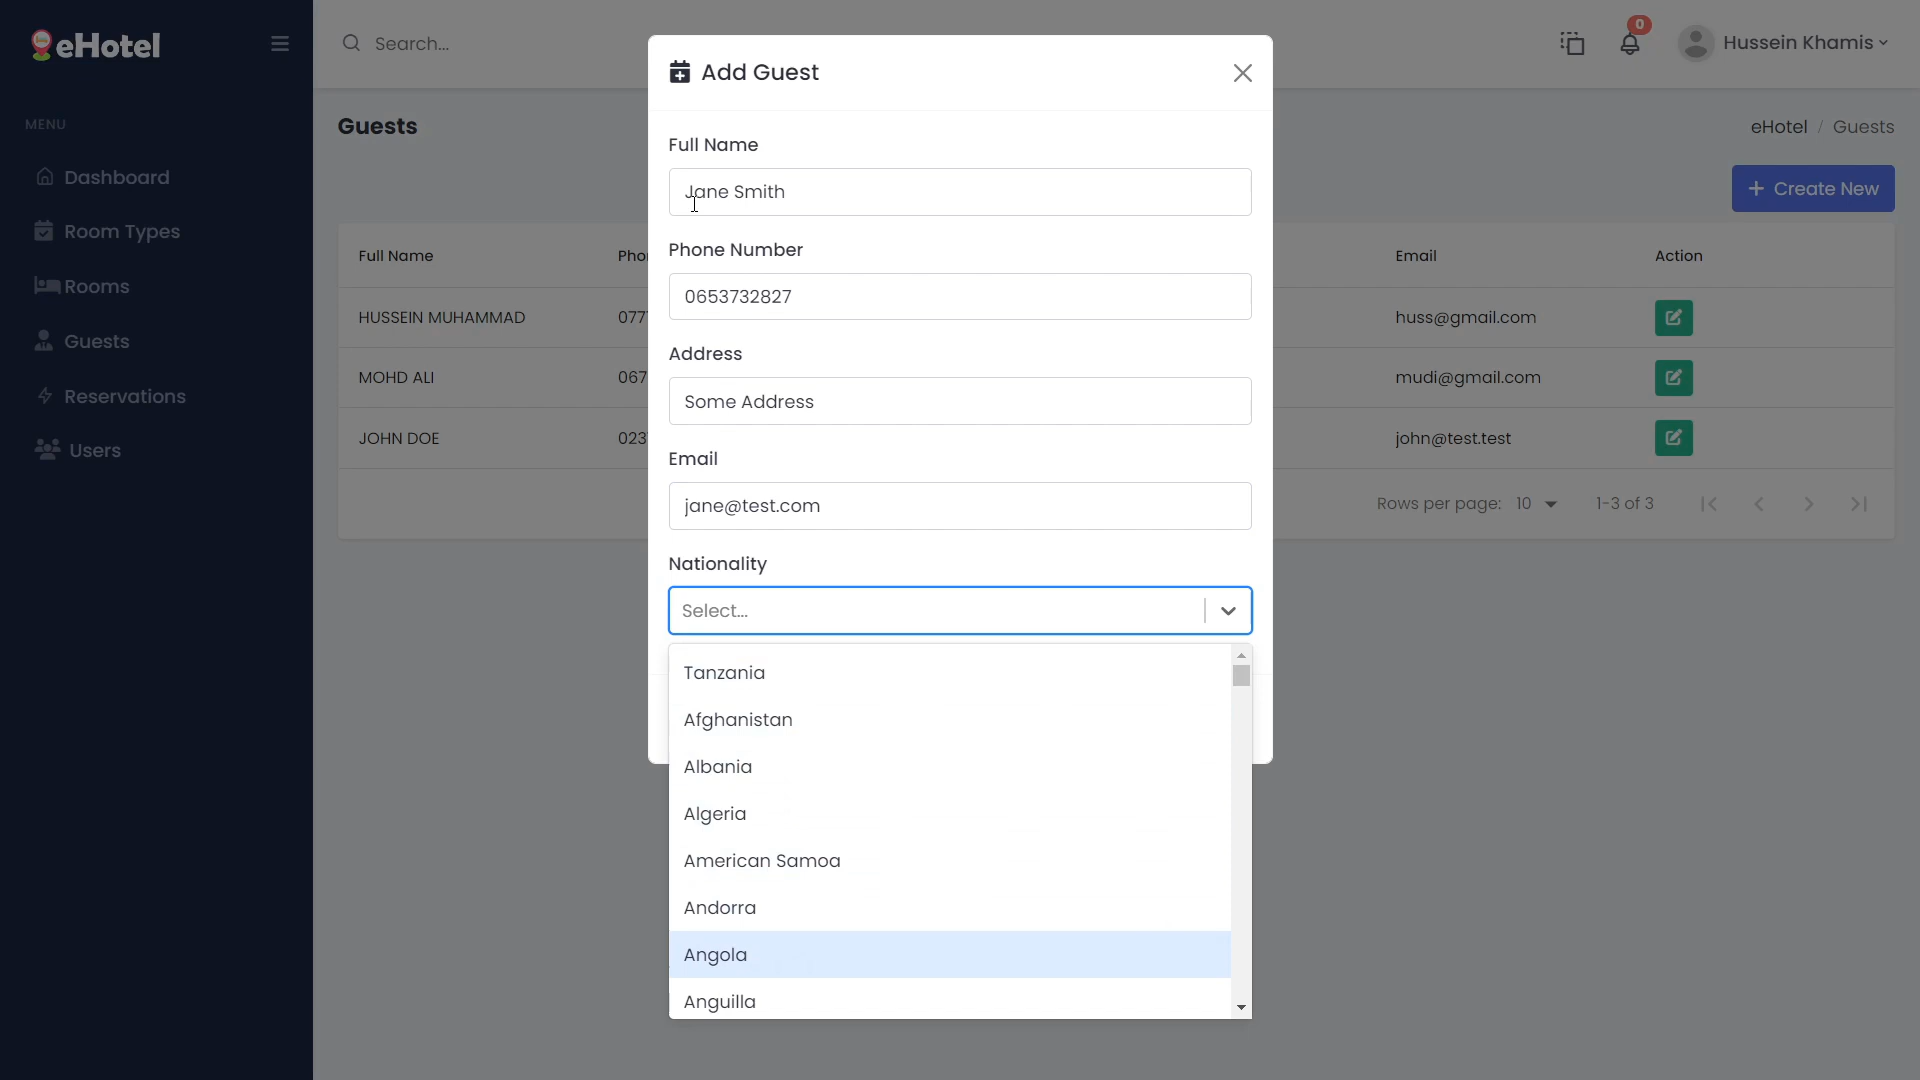 eHotel
Search...
0
Hussein Khamis
MENU
Dashboard
Room Types
Rooms
Guests
Reservations
Users
Guests
eHotel / Guests
+ Create New
Full Name
Email
Action
HUSSEIN MUHAMMAD
077
huss@gmail.com
MOHD ALI
067
mudi@gmail.com
JOHN DOE
023
john@test.test
Rows per page: 10
1-3 of 3
Add Guest
Full Name
Jane Smith
Phone Number
0653732827
Address
Some Address
Email
jane@test.com
Nationality
Select...
Tanzania
Afghanistan
Albania
Algeria
American Samoa
Andorra
Angola
Anguilla